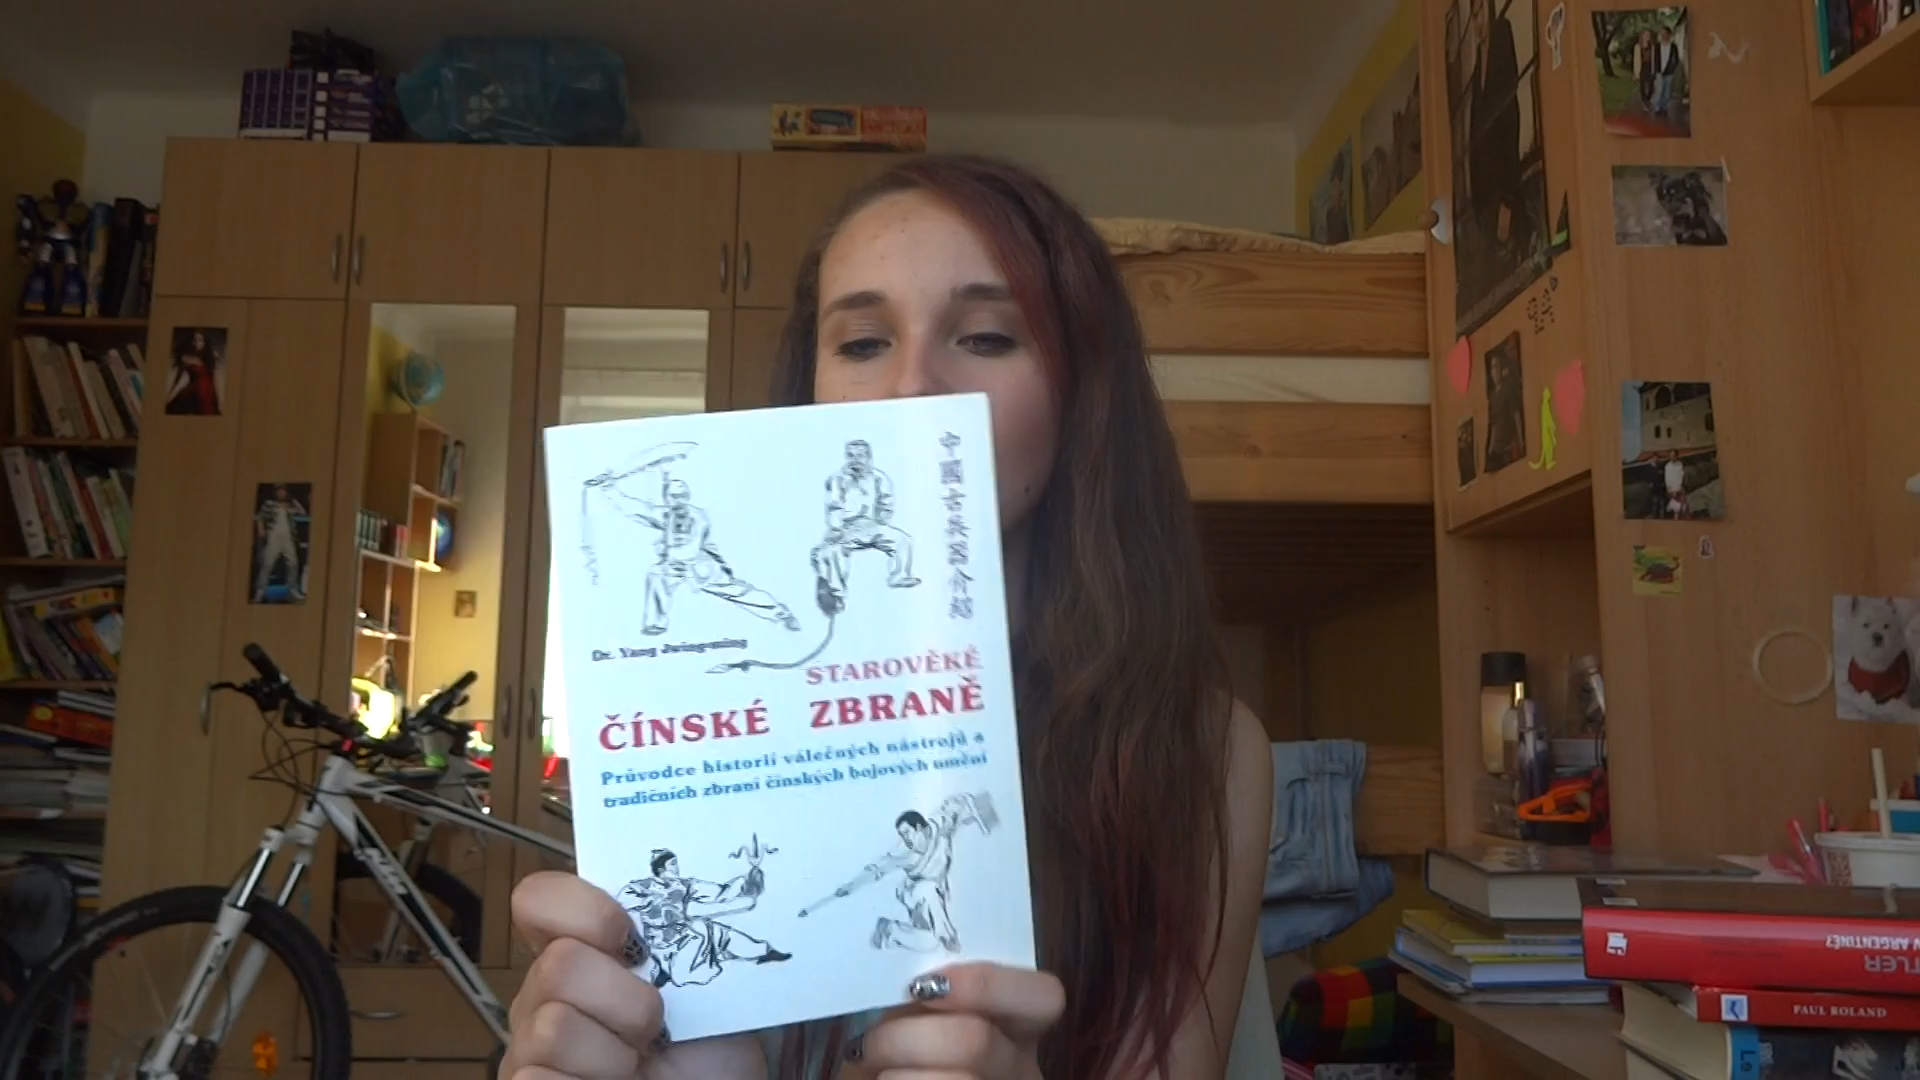 中國古兵器介紹
Dr. Yang Jwing-ming
STAROVĚKÉ
ČÍNSKÉ ZBRANĚ
Průvodce historií válečných nástrojů a
tradičních zbraní čínských bojových umění
V ARGENTINĚ?
PAUL ROLAND